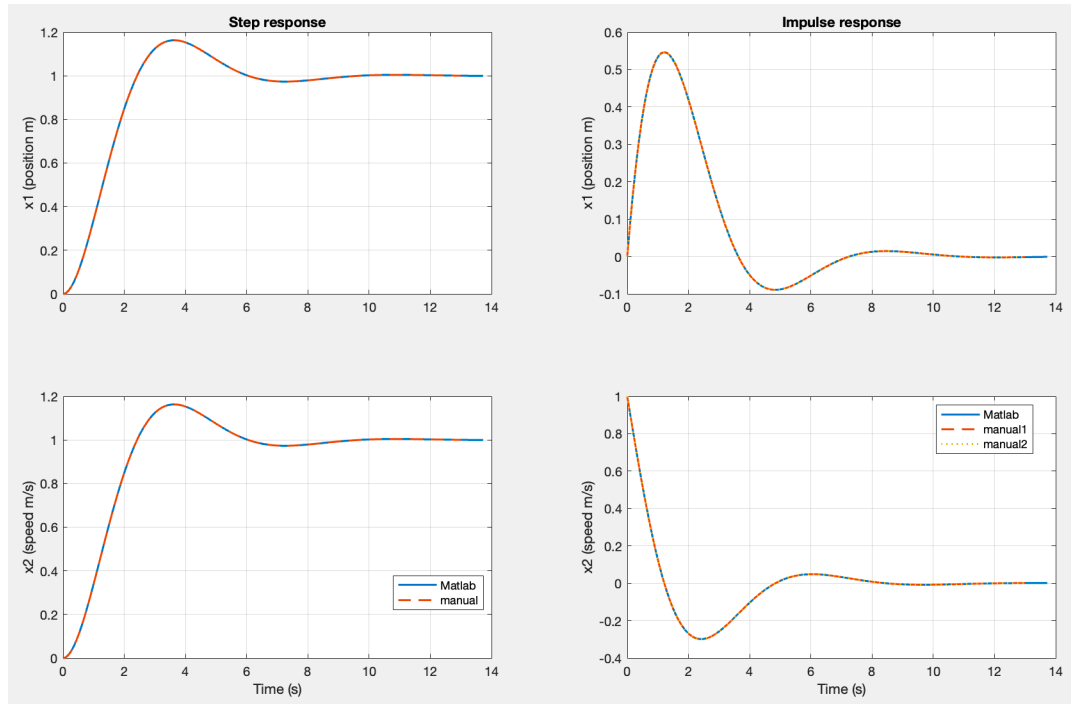 Step response
1.2
1
0.8
0.6
0.4
0.2
0
x1 (position m)
0 2 4 6 8 10 12 14
Impulse response
0.6
0.5
0.4
0.3
0.2
0.1
0
-0.1
x1 (position m)
0 2 4 6 8 10 12 14
1.2
1
0.8
0.6
0.4
0.2
0
x2 (speed m/s)
Matlab
manual
0 2 4 6 8 10 12 14
Time (s)
1
0.8
0.6
0.4
0.2
0
-0.2
-0.4
x2 (speed m/s)
Matlab
manual1
manual2
0 2 4 6 8 10 12 14
Time (s)